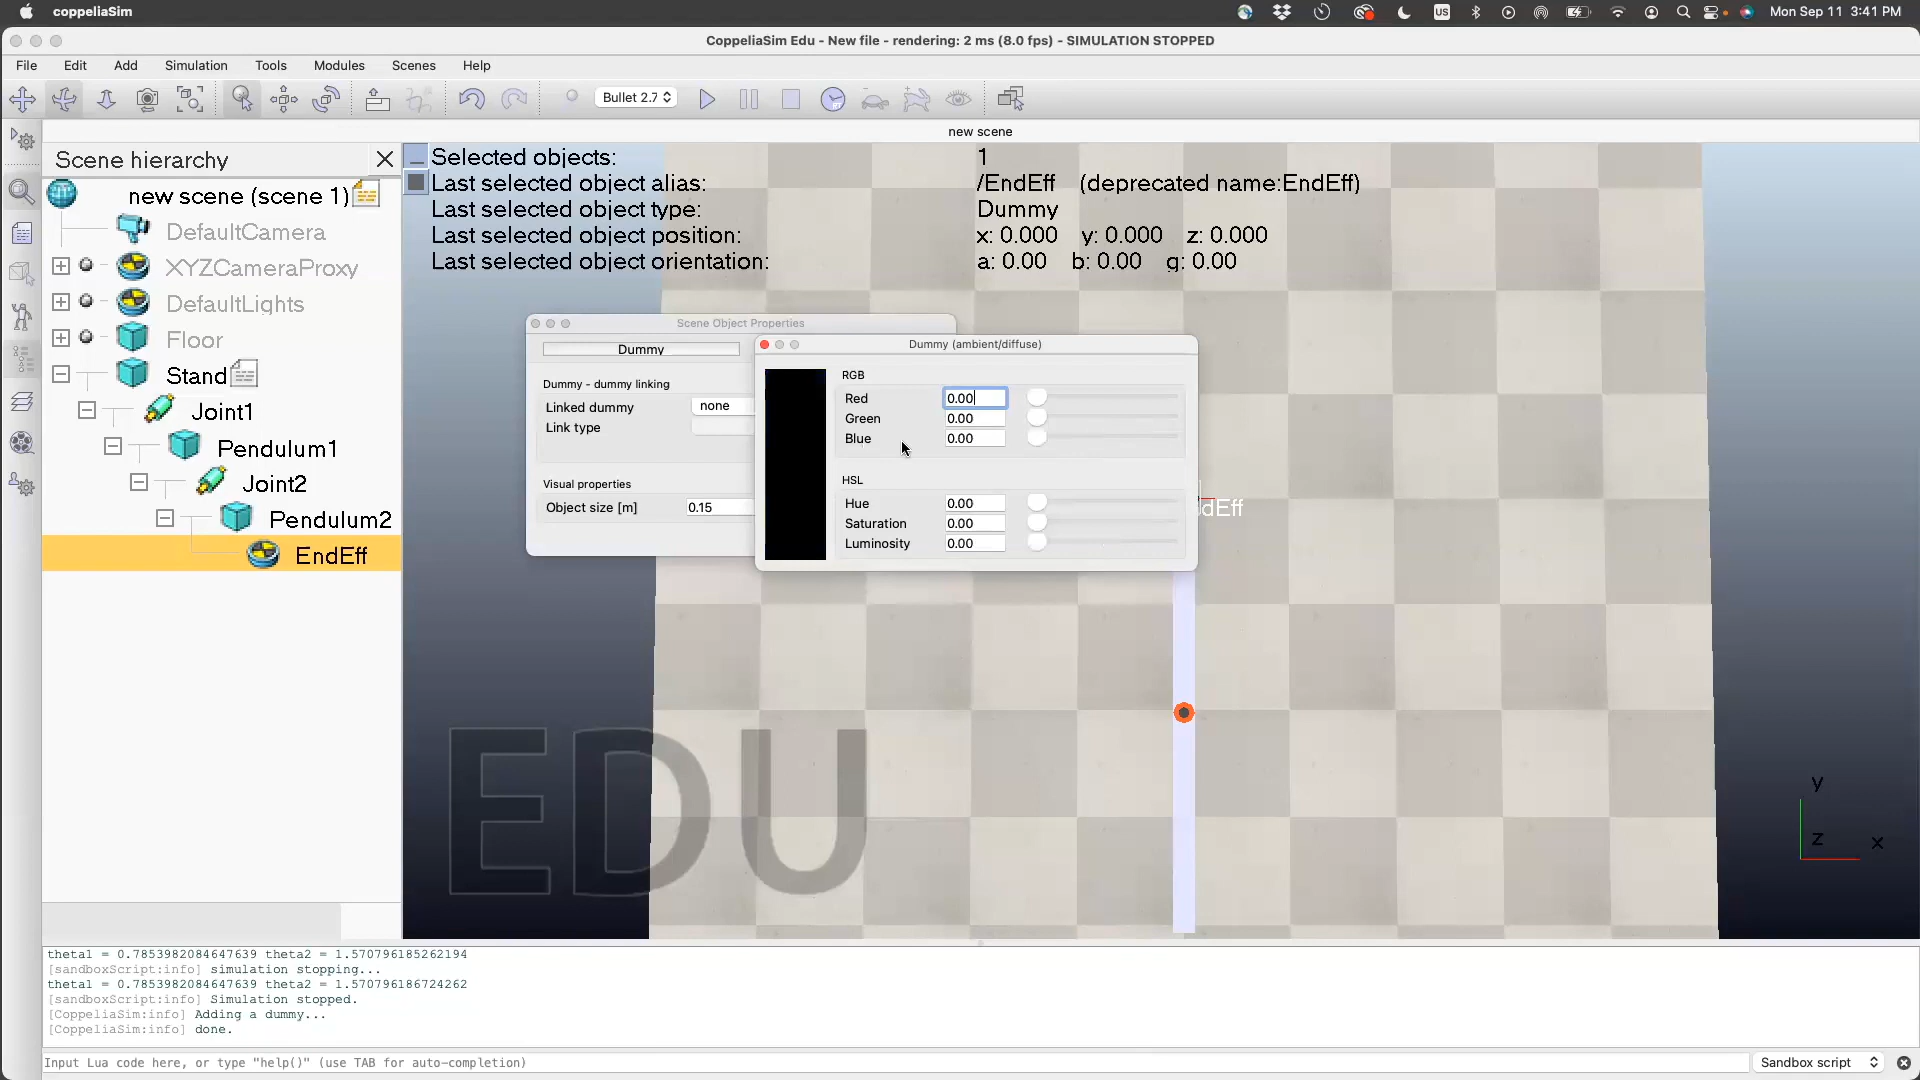 coppeliaSim
US
Mon Sep 11 3:41 PM
CoppeliaSim Edu - New file - rendering: 2 ms (8.0 fps) - SIMULATION STOPPED
File Edit Add Simulation Tools Modules Scenes Help
Bullet 2.7
new scene
Scene hierarchy
new scene (scene 1)
DefaultCamera
XYZCameraProxy
DefaultLights
Floor
Stand
Joint1
Pendulum1
Joint2
Pendulum2
EndEff
Selected objects: 1
Last selected object alias: /EndEff (deprecated name:EndEff)
Last selected object type: Dummy
Last selected object position: x: 0.000 y: 0.000 z: 0.000
Last selected object orientation: a: 0.00 b: 0.00 g: 0.00
Scene Object Properties
Dummy
Dummy - dummy linking
Linked dummy none
Link type
Visual properties
Object size [m] 0.15
Dummy (ambient/diffuse)
RGB
Red 0.00
Green 0.00
Blue 0.00
HSL
Hue 0.00
Saturation 0.00
Luminosity 0.00
dEff
EDU
y
z x
theta1 = 0.7853982084647639 theta2 = 1.570796185262194
[sandboxScript:info] simulation stopping...
theta1 = 0.7853982084647639 theta2 = 1.570796186724262
[sandboxScript:info] Simulation stopped.
[CoppeliaSim:info] Adding a dummy...
[CoppeliaSim:info] done.
Input Lua code here, or type "help()" (use TAB for auto-completion)
Sandbox script